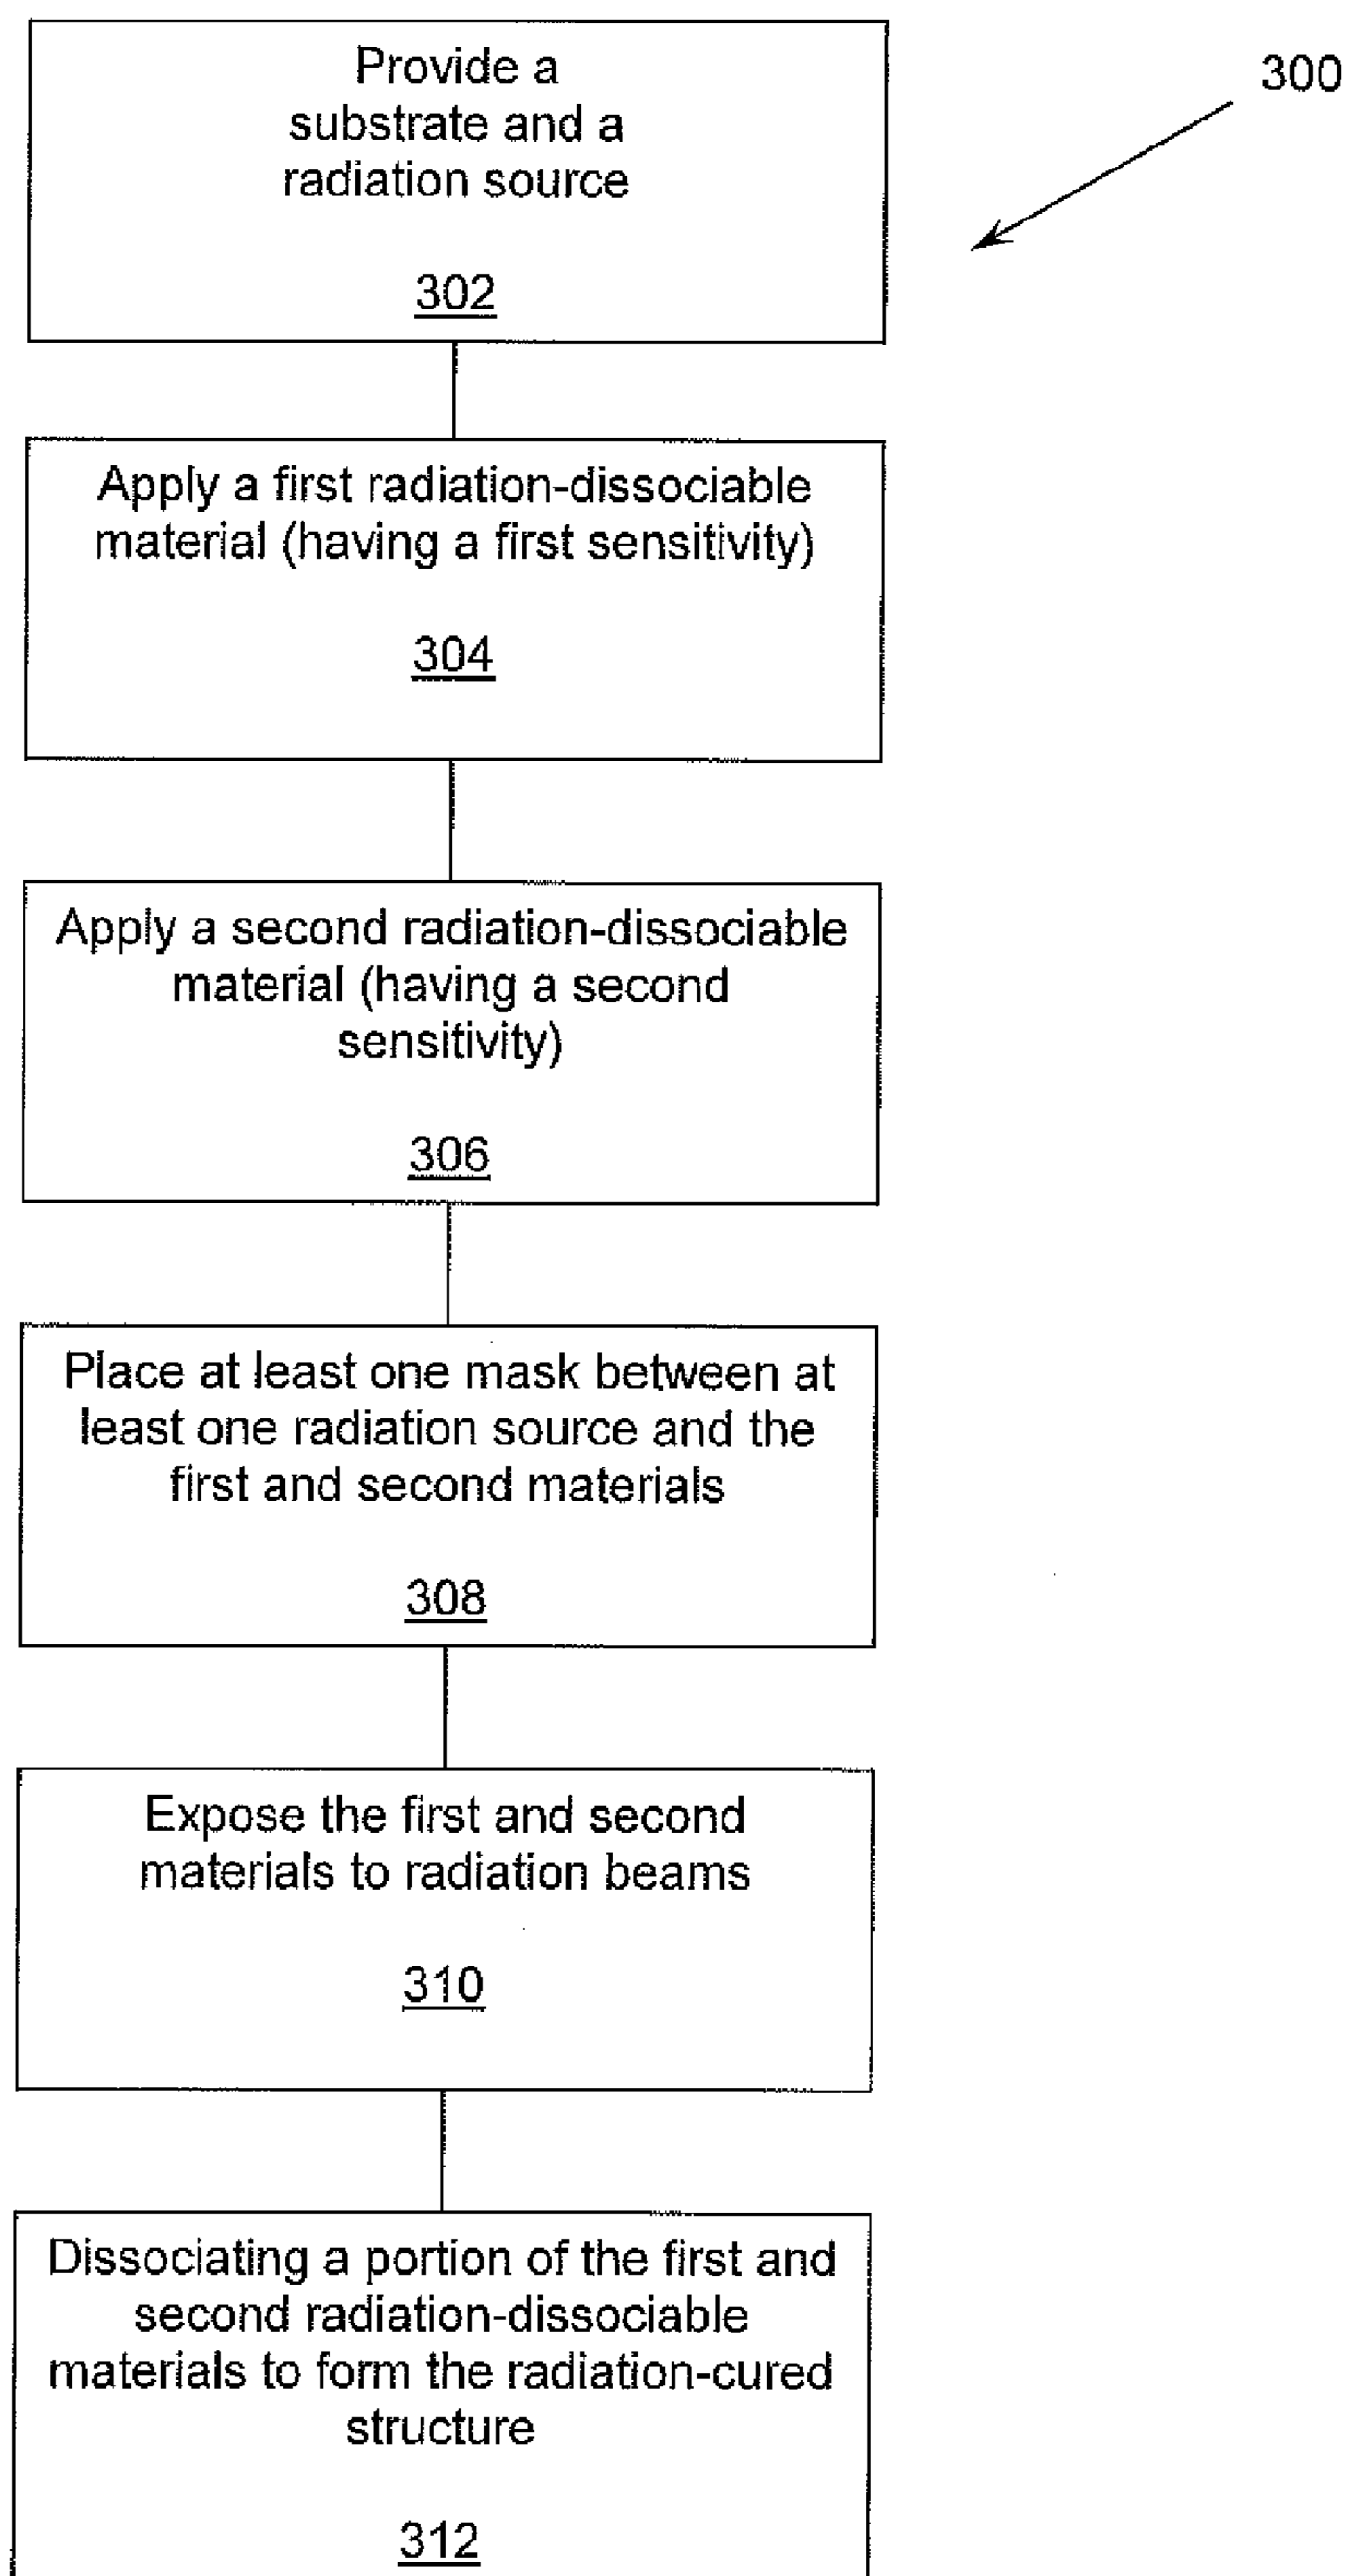 Provide a
substrate and a
radiation source
302
300
Apply a first radiation-dissociable
material (having a first sensitivity)
304
Apply a second radiation-dissociable
material (having a second
sensitivity)
306
Place at least one mask between at
least one radiation source and the
first and second materials
308
Expose the first and second
materials to radiation beams
310
Dissociating a portion of the first and
second radiation-dissociable
materials to form the radiation-cured
structure
312